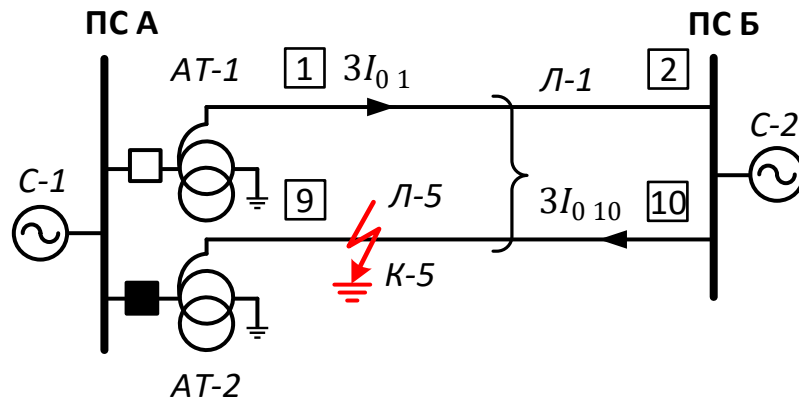 ПС А
ПС Б
АТ-1
1
3I₀ ₁
Л-1
2
С-2
С-1
9
Л-5
3I₀ ₁₀
10
К-5
АТ-2